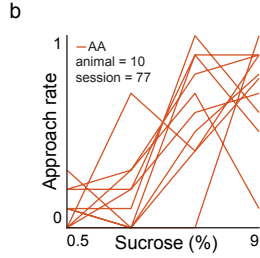 b
1
AA
animal = 10
session = 77
Approach rate
0
0.5
Sucrose (%)
9